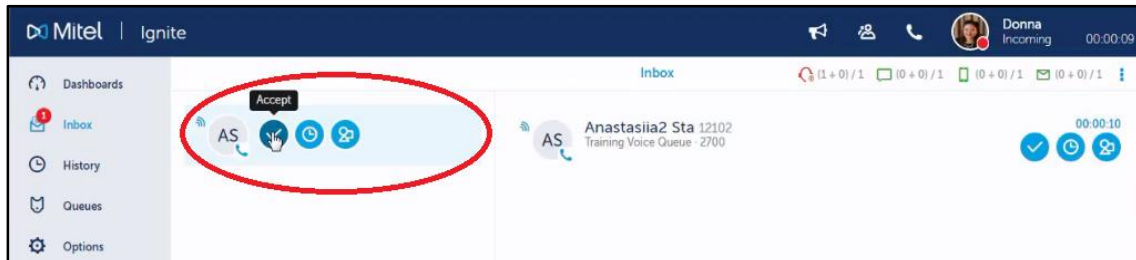 Mitel | Ignite
Donna
Incoming
00:00:09
Dashboards
1
Inbox
History
Queues
Options
Inbox
(1 + 0) / 1
(0 + 0) / 1
(0 + 0) / 1
(0 + 0) / 1
Accept
AS
AS
Anastasiia2 Sta 12102
Training Voice Queue - 2700
00:00:10